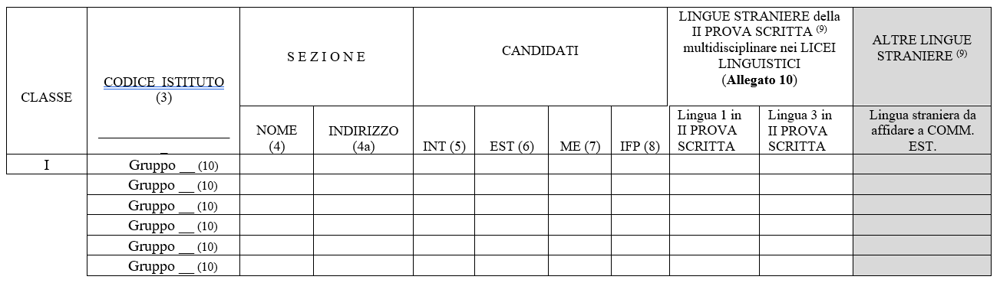 CLASSE
CODICE ISTITUTO
(3)
___________________
_
S E Z I O N E
CANDIDATI
LINGUE STRANIERE della
II PROVA SCRITTA (9)
multidisciplinare nei LICEI
LINGUISTICI
(Allegato 10)
ALTRE LINGUE
STRANIERE (9)
NOME
(4)
INDIRIZZO
(4a)
INT (5)
EST (6)
ME (7)
IFP (8)
Lingua 1 in
II PROVA
SCRITTA
Lingua 3 in
II PROVA
SCRITTA
Lingua straniera da
affidare a COMM.
EST.
I
Gruppo __ (10)
Gruppo __ (10)
Gruppo __ (10)
Gruppo __ (10)
Gruppo __ (10)
Gruppo __ (10)